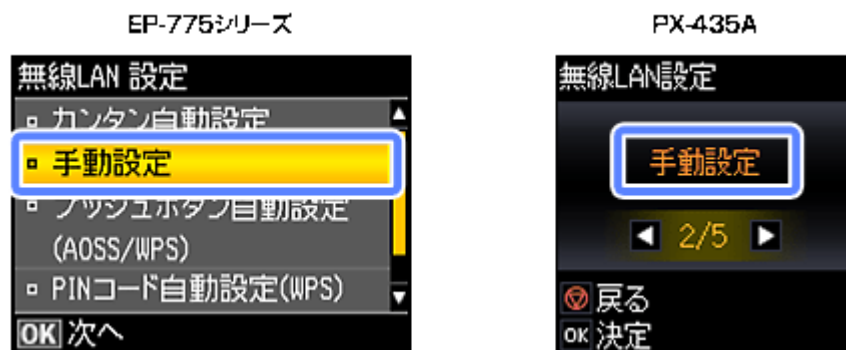 EP-775シリーズ
無線LAN 設定
カンタン自動設定
手動設定
プッシュボタン自動設定
(AOSS/WPS)
PINコード自動設定(WPS)
OK 次へ
PX-435A
無線LAN設定
手動設定
2/5
戻る
OK 決定